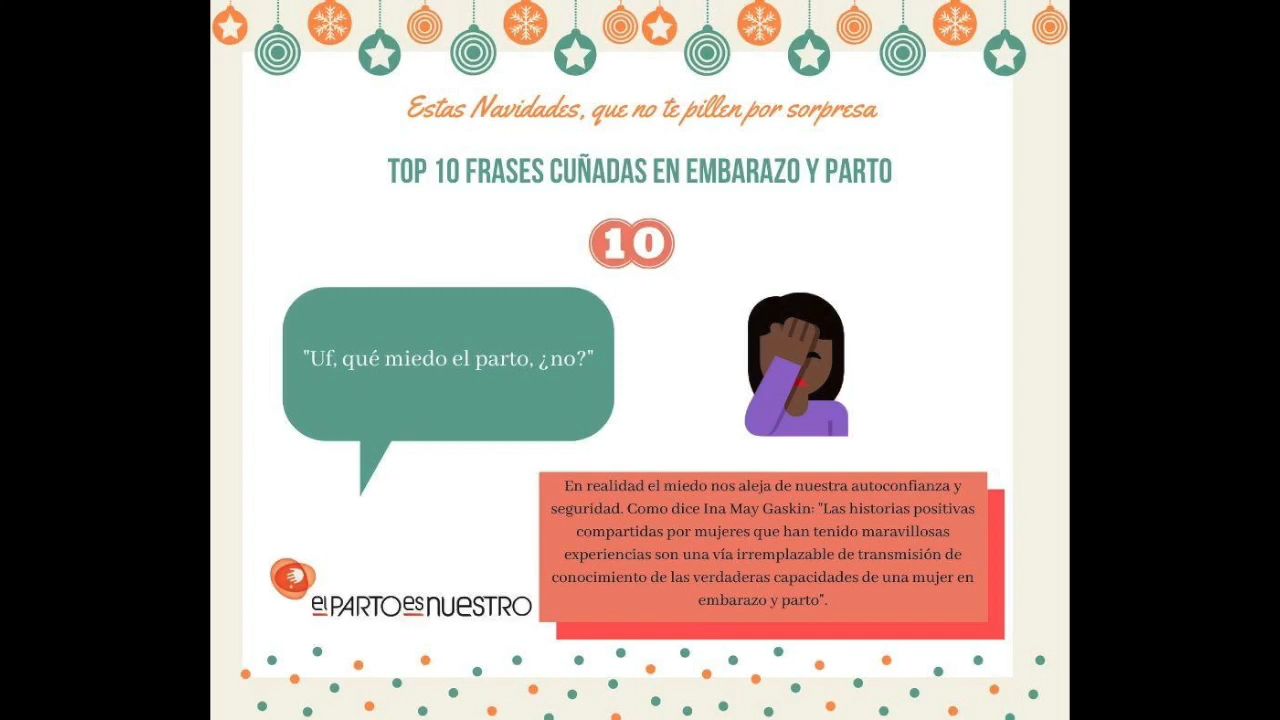 Estas Navidades, que no te pillen por sorpresa
TOP 10 FRASES CUÑADAS EN EMBARAZO Y PARTO
10
"Uf, qué miedo el parto, ¿no?"
En realidad el miedo nos aleja de nuestra autoconfianza y
seguridad. Como dice Ina May Gaskin: "Las historias positivas
compartidas por mujeres que han tenido maravillosas
experiencias son una vía irremplazable de transmisión de
conocimiento de las verdaderas capacidades de una mujer en
embarazo y parto".
el PARTO es nuestro